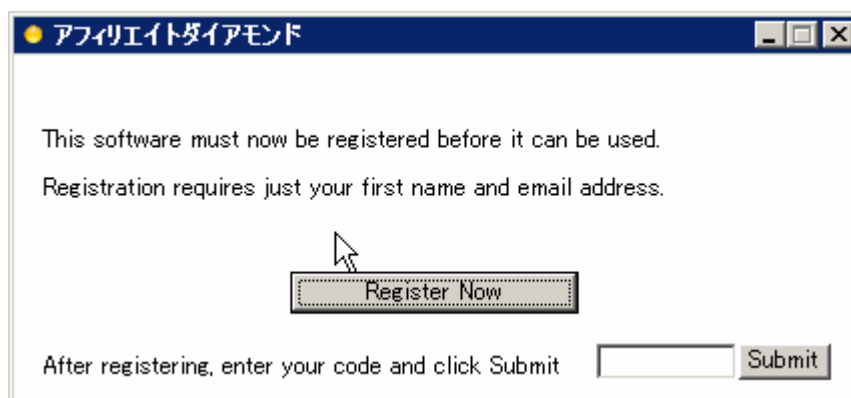 アフィリエイトダイアモンド
This software must now be registered before it can be used.
Registration requires just your first name and email address.
Register Now
After registering, enter your code and click Submit
Submit